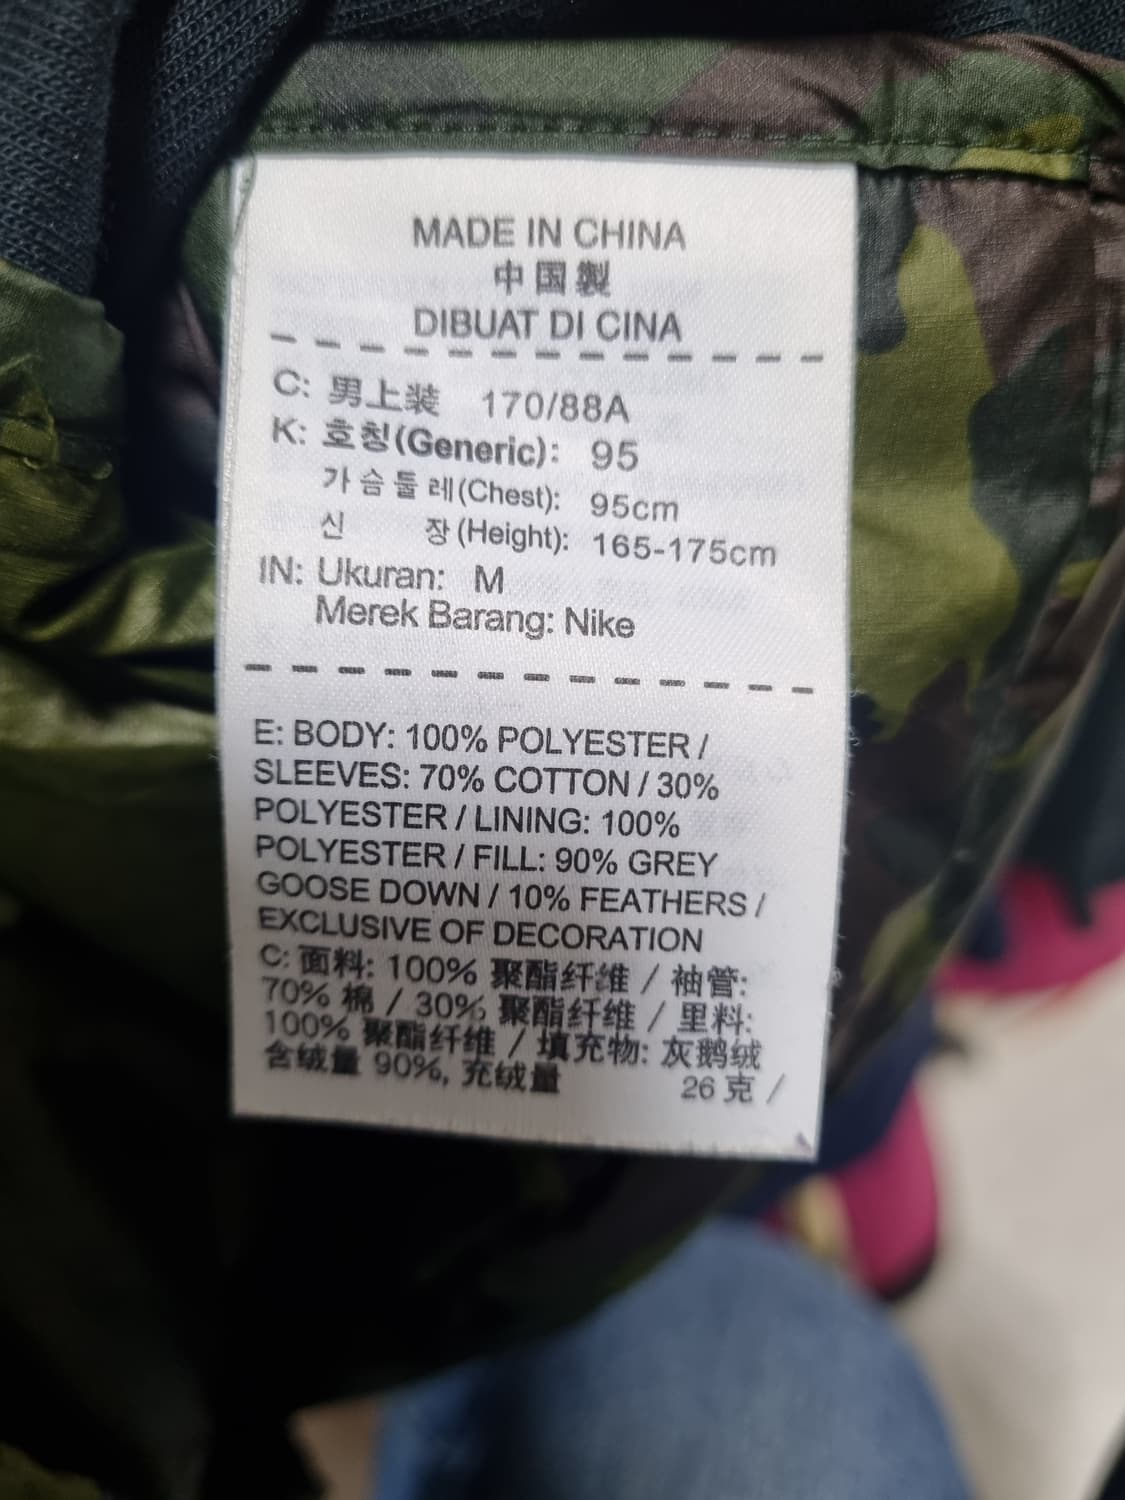 MADE IN CHINA
中国製
DIBUAT DI CINA
C: 男上装 170/88A
K: 호칭(Generic): 95
가슴둘레(Chest): 95cm
신 장(Height): 165-175cm
IN: Ukuran: M
Merek Barang: Nike
E: BODY: 100% POLYESTER /
SLEEVES: 70% COTTON / 30%
POLYESTER / LINING: 100%
POLYESTER / FILL: 90% GREY
GOOSE DOWN / 10% FEATHERS /
EXCLUSIVE OF DECORATION
C: 面料: 100% 聚酯纤维 / 袖管:
70% 棉 / 30% 聚酯纤维 / 里料:
100% 聚酯纤维 / 填充物: 灰鹅绒
含绒量 90%, 充绒量 26 克 /